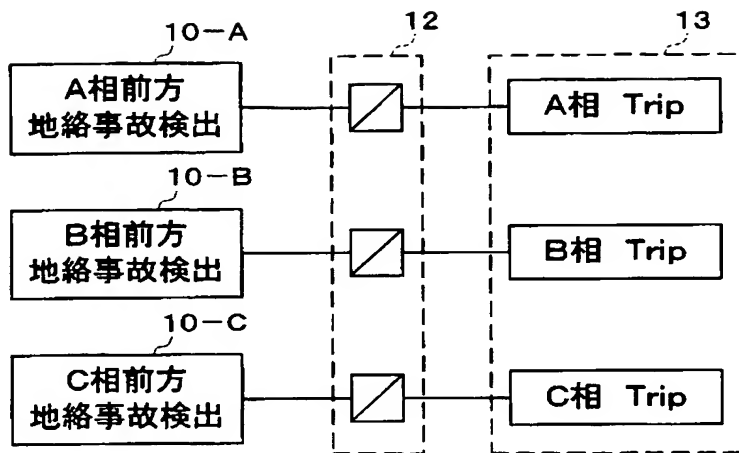 10-A
12
13
A相前方
地絡事故検出
A相 Trip
10-B
B相前方
地絡事故検出
B相 Trip
10-C
C相前方
地絡事故検出
C相 Trip